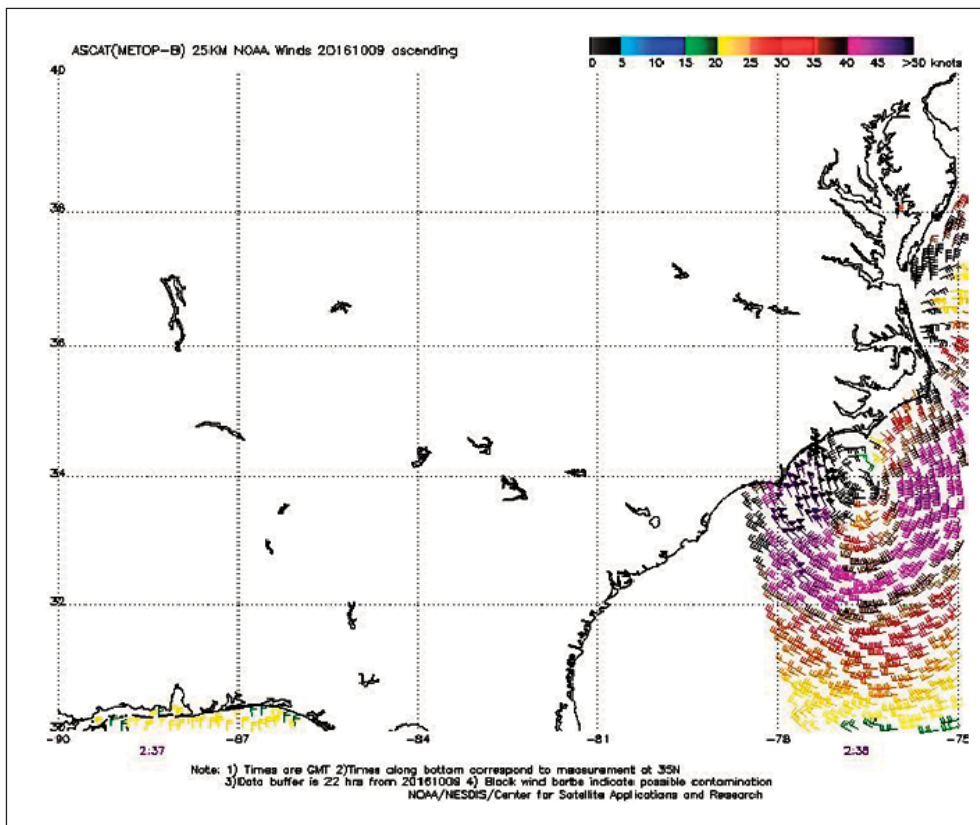 ASCAT(METOP-B) 25KM NOAA Winds 20161009 ascending
0 5 10 15 20 25 30 35 40 45 >50 knots
40
38
36
34
32
30
-90 -87 -84 -81 -78 -75
2:37 2:38
Note: 1) Times are GMT 2)Times along bottom correspond to measurement at 35N
3)Data buffer is 22 hrs from 20161009 4) Black wind barbs indicate possible contamination
NOAA/NESDIS/Center for Satellite Applications and Research